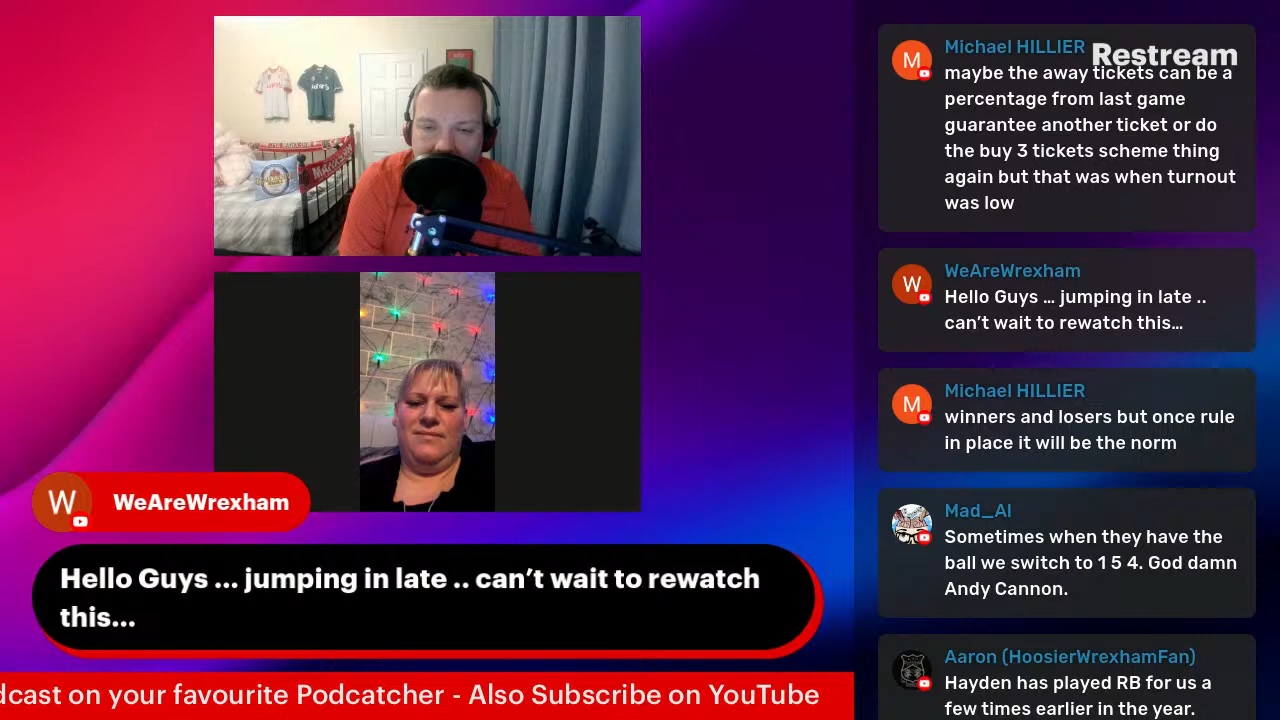 WeAreWrexham
Hello Guys ... jumping in late .. can’t wait to rewatch
this...
dcast on your favourite Podcatcher - Also Subscribe on YouTube
Restream
Michael HILLIER
maybe the away tickets can be a
percentage from last game
guarantee another ticket or do
the buy 3 tickets scheme thing
again but that was when turnout
was low
WeAreWrexham
Hello Guys … jumping in late ..
can’t wait to rewatch this…
Michael HILLIER
winners and losers but once rule
in place it will be the norm
Mad_Al
Sometimes when they have the
ball we switch to 1 5 4. God damn
Andy Cannon.
Aaron (HoosierWrexhamFan)
Hayden has played RB for us a
few times earlier in the year.